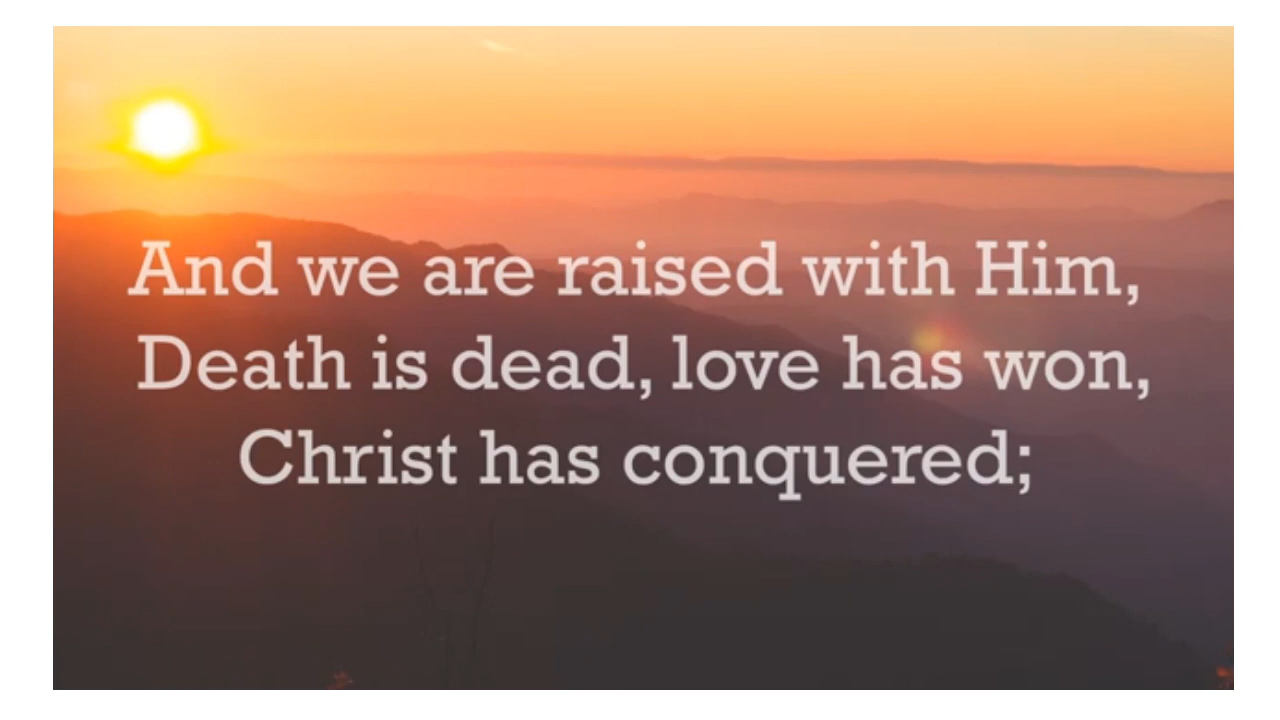 And we are raised with Him,
Death is dead, love has won,
Christ has conquered;